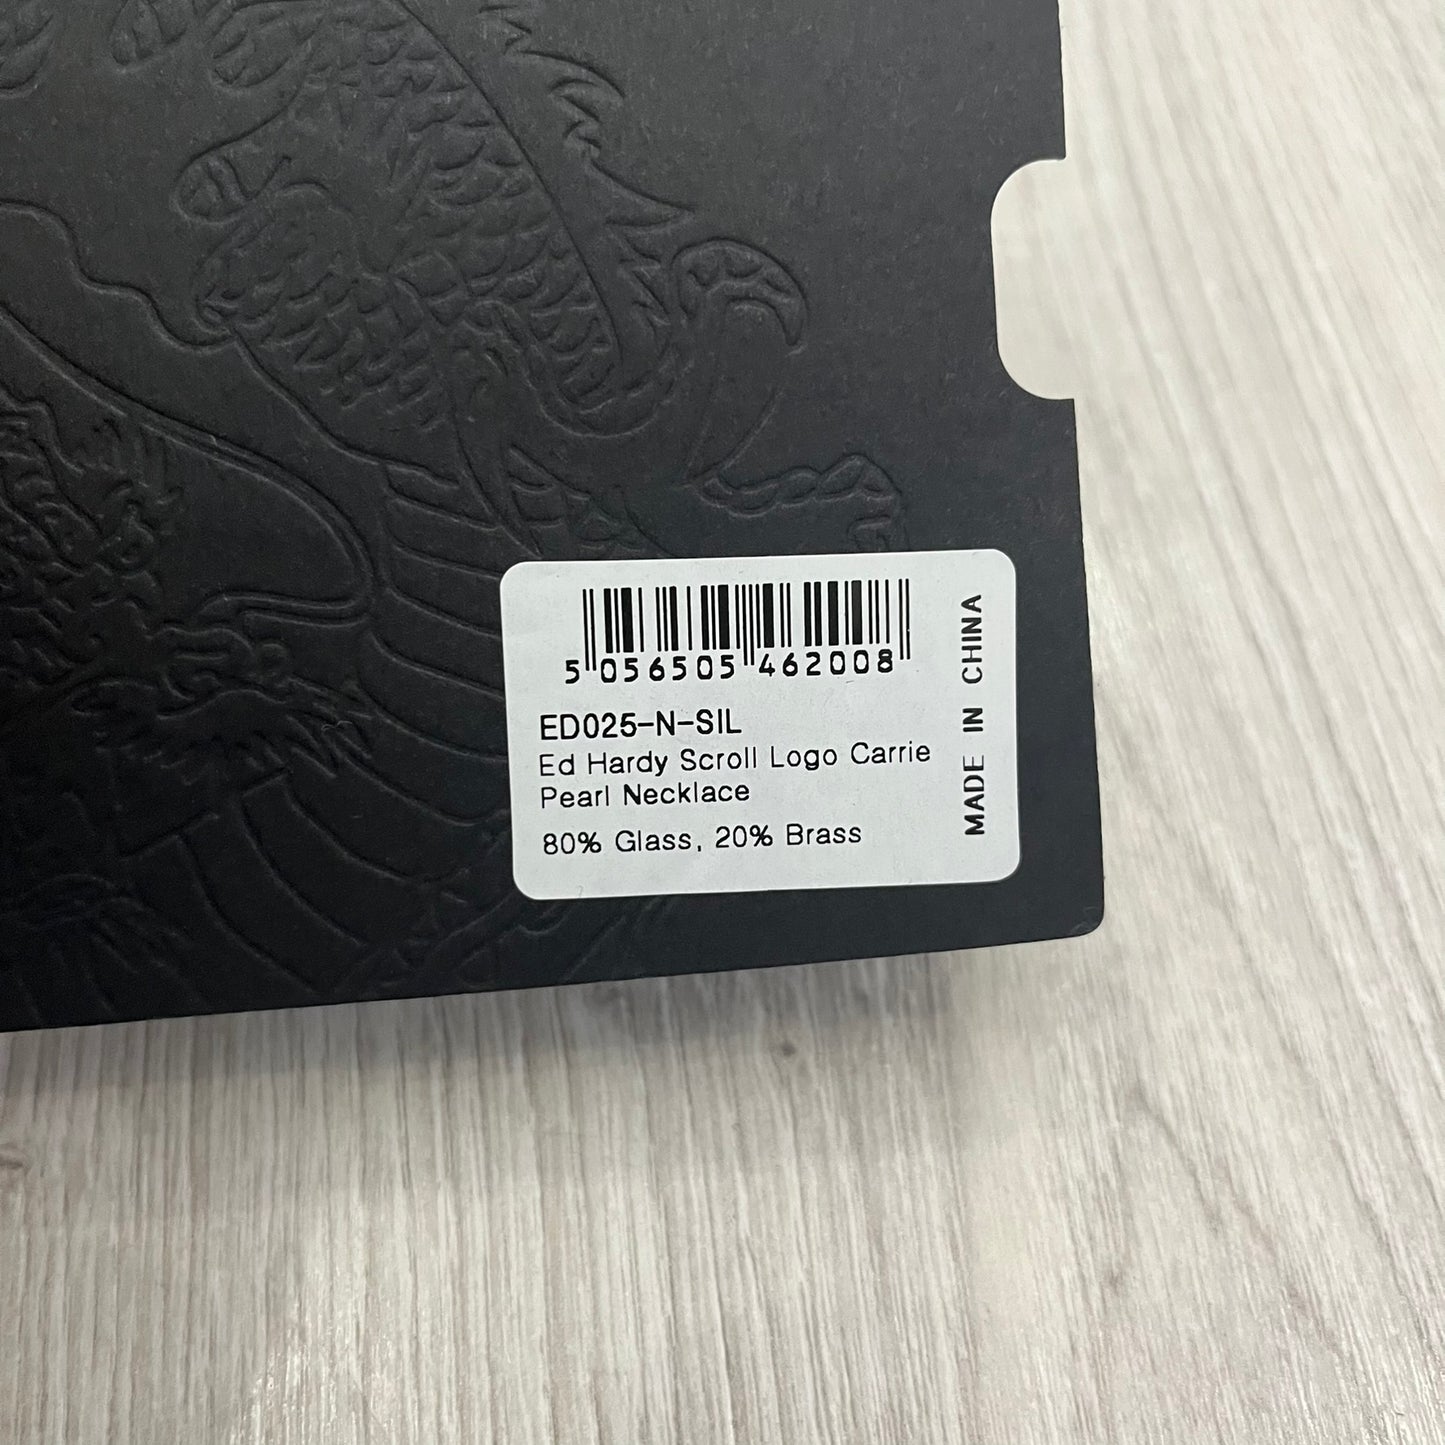 5 056505 462008
ED025-N-SIL
Ed Hardy Scroll Logo Carrie
Pearl Necklace
80% Glass, 20% Brass
MADE IN CHINA